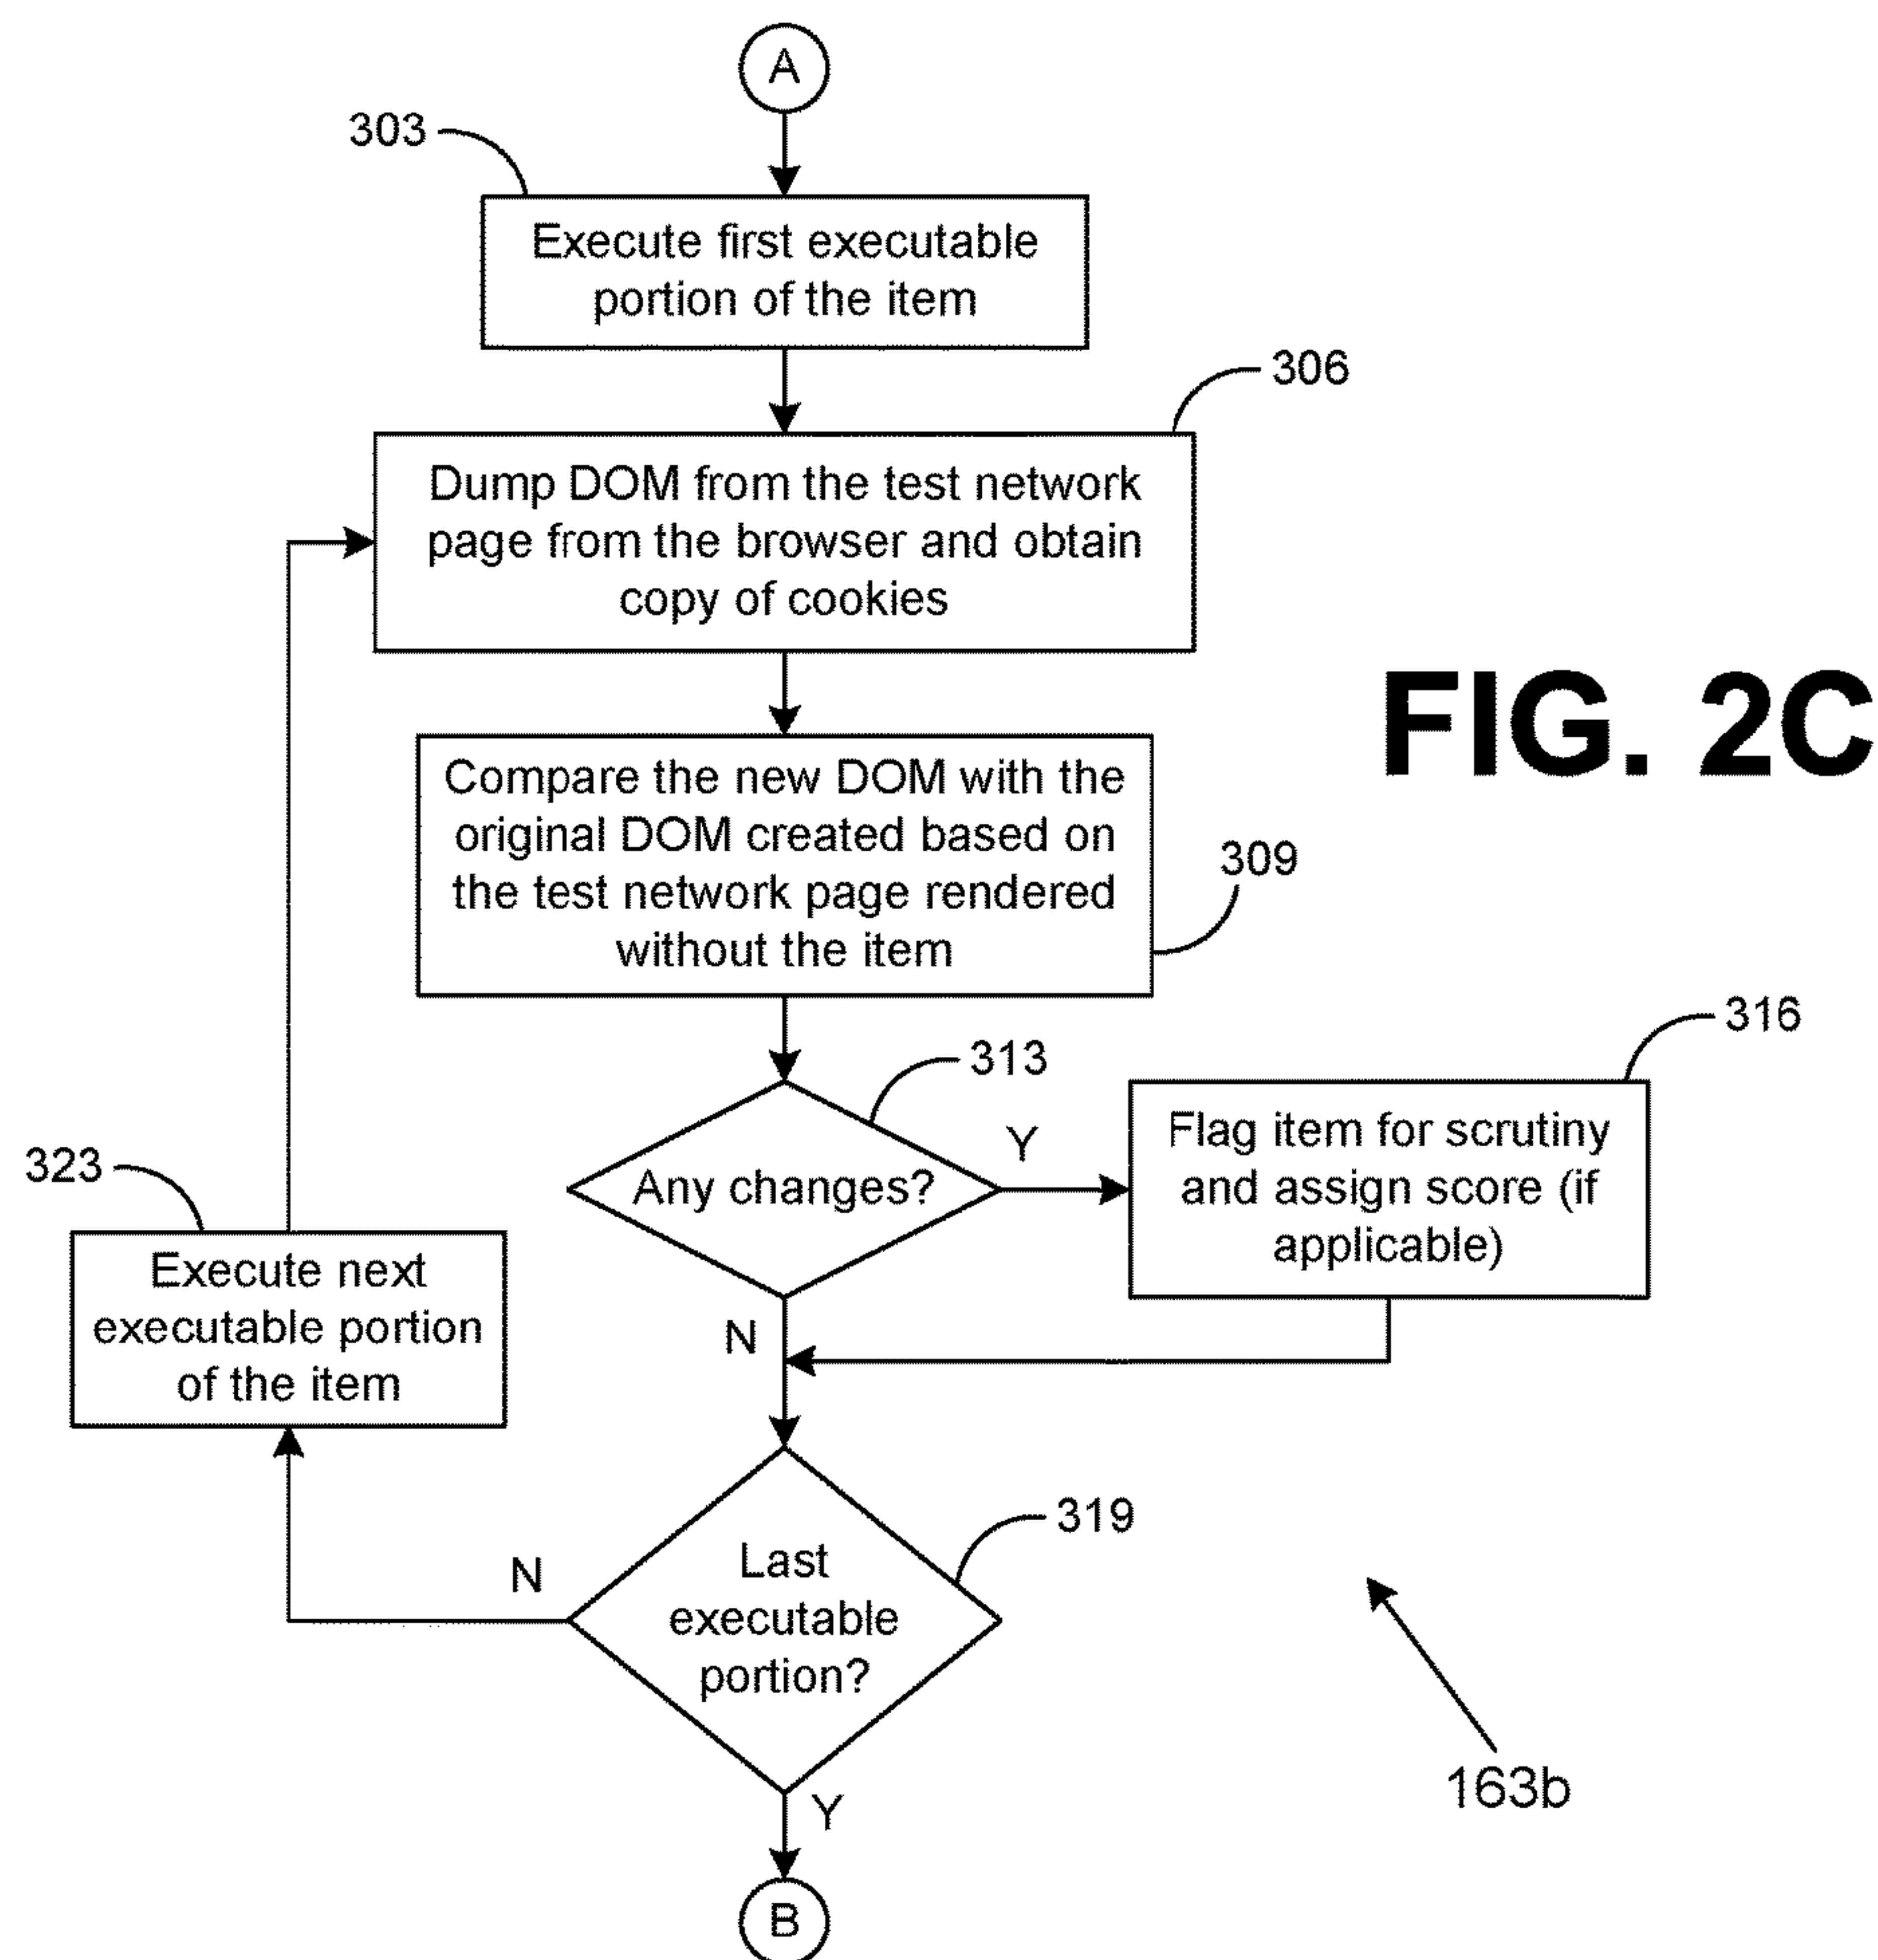 A
303
Execute first executable
portion of the item
306
Dump DOM from the test network
page from the browser and obtain
copy of cookies
FIG. 2C
Compare the new DOM with the
original DOM created based on
the test network page rendered
without the item
309
313
316
Any changes?
Y
Flag item for scrutiny
and assign score (if
applicable)
323
Execute next
executable portion
of the item
N
319
N
Last
executable
portion?
163b
Y
B